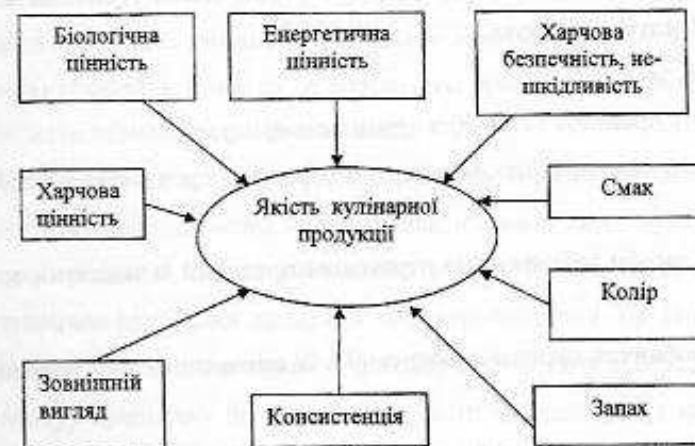 Біологічна
цінність
Енергетична
цінність
Харчова
безпечність, не-
шкідливість
Харчова
цінність
Якість кулінарної
продукції
Смак
Колір
Зовнішній
вигляд
Консистенція
Запах